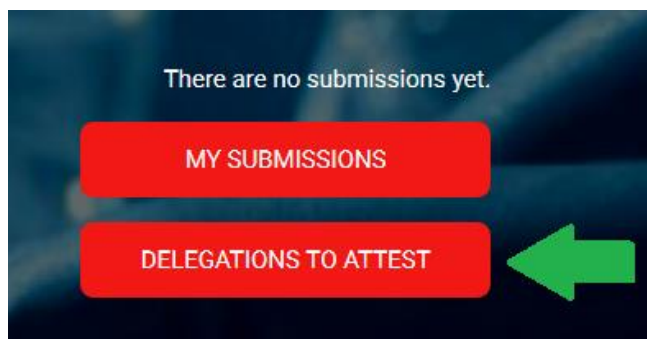 There are no submissions yet.
MY SUBMISSIONS
DELEGATIONS TO ATTEST